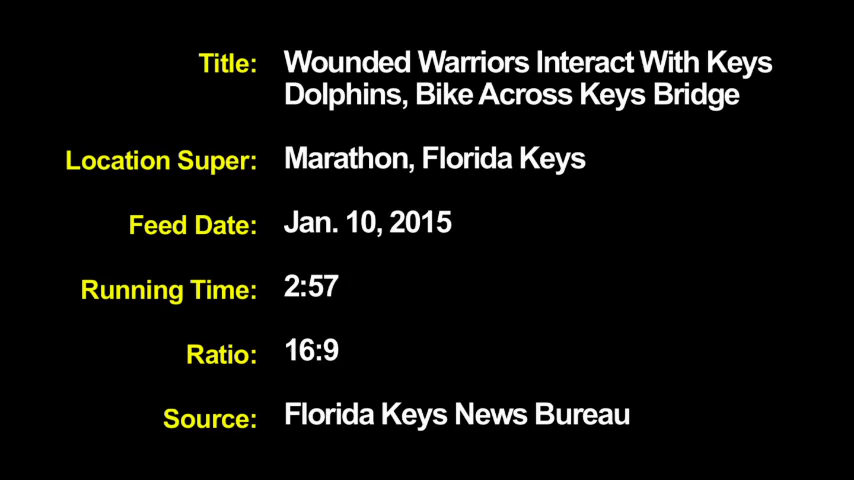 Title: Wounded Warriors Interact With Keys
Dolphins, Bike Across Keys Bridge
Location Super: Marathon, Florida Keys
Feed Date: Jan. 10, 2015
Running Time: 2:57
Ratio: 16:9
Source: Florida Keys News Bureau